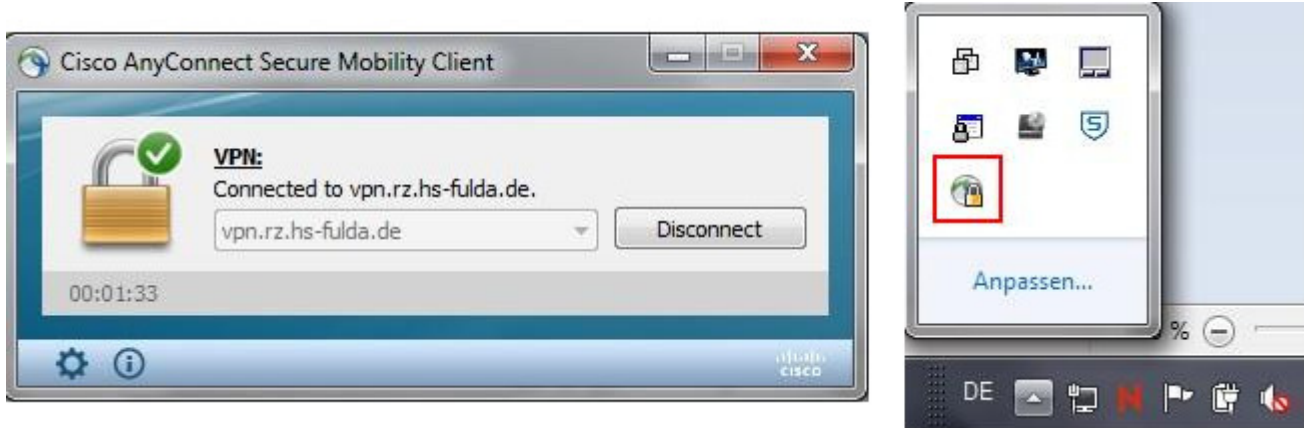 Cisco AnyConnect Secure Mobility Client
VPN:
Connected to vpn.rz.hs-fulda.de.
vpn.rz.hs-fulda.de
Disconnect
00:01:33
CISCO
Anpassen...
%
DE